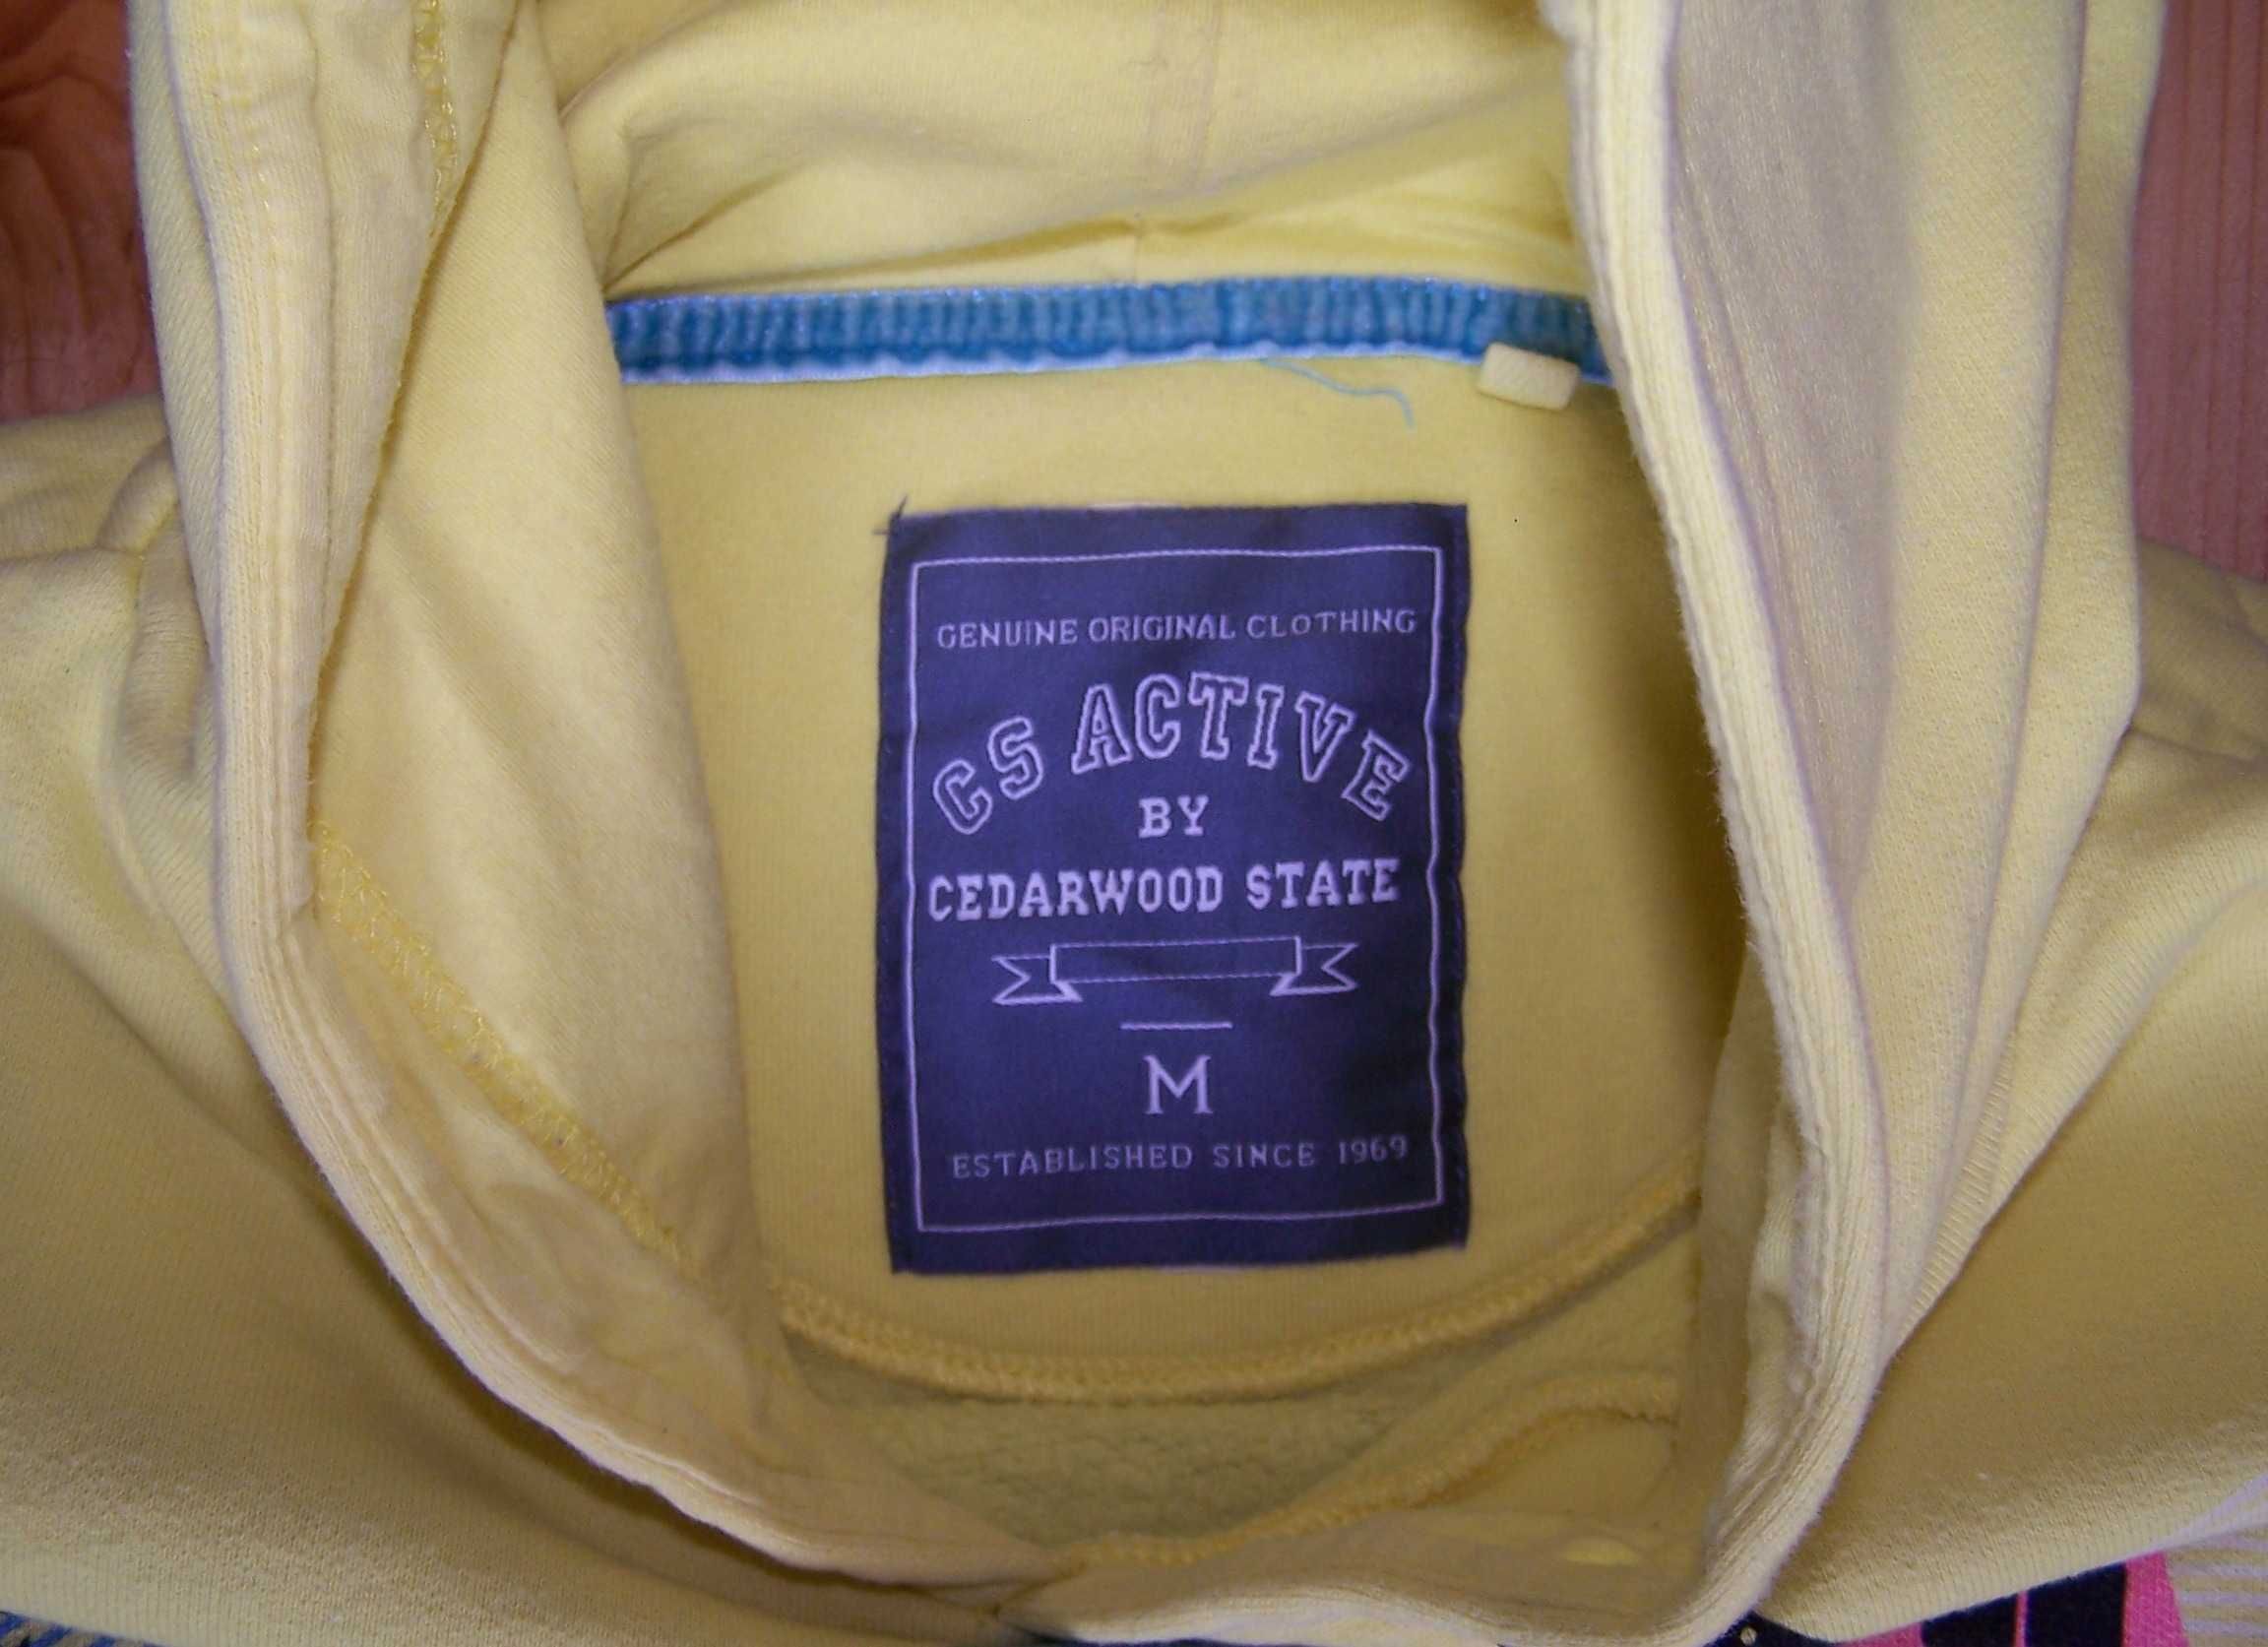 GENUINE ORIGINAL CLOTHING
CS ACTIVE
BY
CEDARWOOD STATE
M
ESTABLISHED SINCE 1969